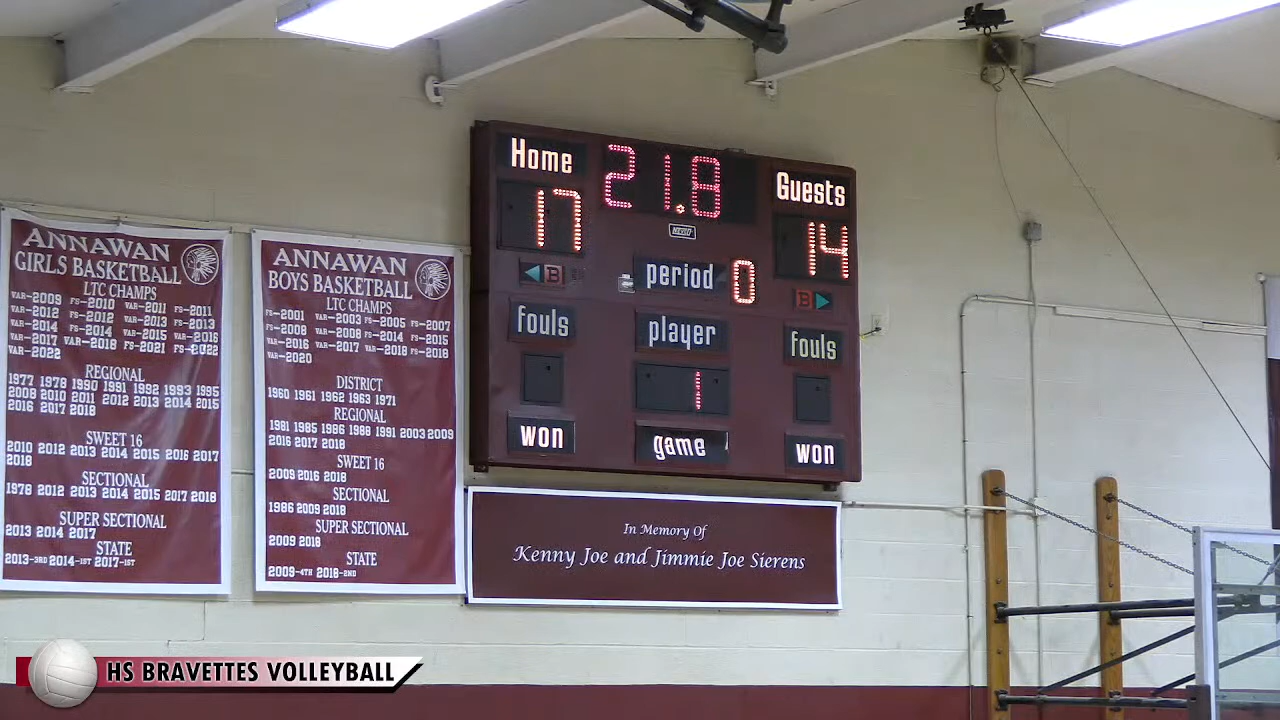 ANNAWAN
GIRLS BASKETBALL
LTC CHAMPS
VAR-2009 FS-2010 VAR-2011 FS-2011
VAR-2012 FS-2012 VAR-2013 FS-2013
VAR-2014 FS-2014 VAR-2015 VAR-2016
VAR-2017 VAR-2018 FS-2021 FS-2022
VAR-2022
REGIONAL
1977 1978 1990 1991 1992 1993 1995
2009 2010 2011 2012 2013 2014 2015
2016 2017 2018
SWEET 16
2010 2012 2013 2014 2015 2016 2017
2018
SECTIONAL
1978 2012 2013 2014 2015 2017 2018
SUPER SECTIONAL
2013 2014 2017
STATE
2013-3RD 2014-1ST 2017-1ST
ANNAWAN
BOYS BASKETBALL
LTC CHAMPS
FS-2001 VAR-2003 FS-2005 FS-2007
FS-2008 VAR-2008 FS-2014 FS-2015
VAR-2016 VAR-2017 VAR-2018 FS-2018
VAR-2020
DISTRICT
1960 1961 1962 1963 1971
REGIONAL
1981 1985 1986 1988 1991 2003 2009
2016 2017 2018
SWEET 16
2009 2016 2018
SECTIONAL
1986 2009 2018
SUPER SECTIONAL
2009 2018
STATE
2009-4TH 2018-2ND
Home 21.8 Guests
17 14
B period 0 B
fouls player fouls
1
won game won
In Memory Of
Kenny Joe and Jimmie Joe Sierens
HS BRAVETTES VOLLEYBALL